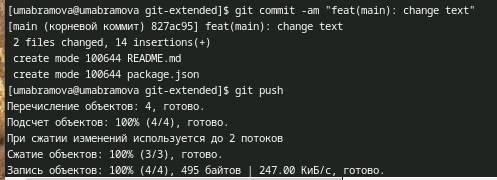 [umabramova@umabramova git-extended]$ git commit -am "feat(main): change text"
[main (корневой коммит) 827ac95] feat(main): change text
 2 files changed, 14 insertions(+)
 create mode 100644 README.md
 create mode 100644 package.json
[umabramova@umabramova git-extended]$ git push
Перечисление объектов: 4, готово.
Подсчет объектов: 100% (4/4), готово.
При сжатии изменений используется до 2 потоков
Сжатие объектов: 100% (3/3), готово.
Запись объектов: 100% (4/4), 495 байтов | 247.00 КиБ/с, готово.